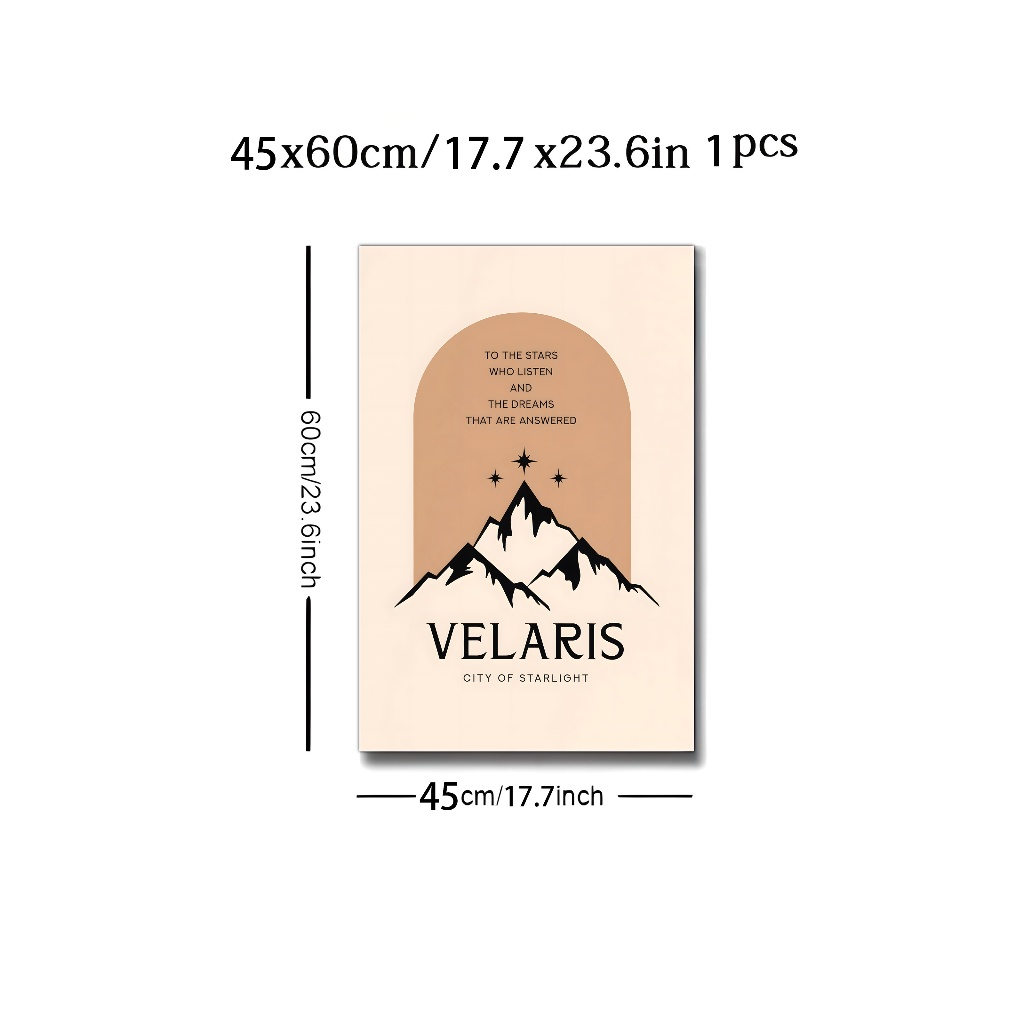 45x60cm/17.7 x23.6in 1pcs
60cm/23.6inch
TO THE STARS
WHO LISTEN
AND
THE DREAMS
THAT ARE ANSWERED
VELARIS
CITY OF STARLIGHT
45cm/17.7inch